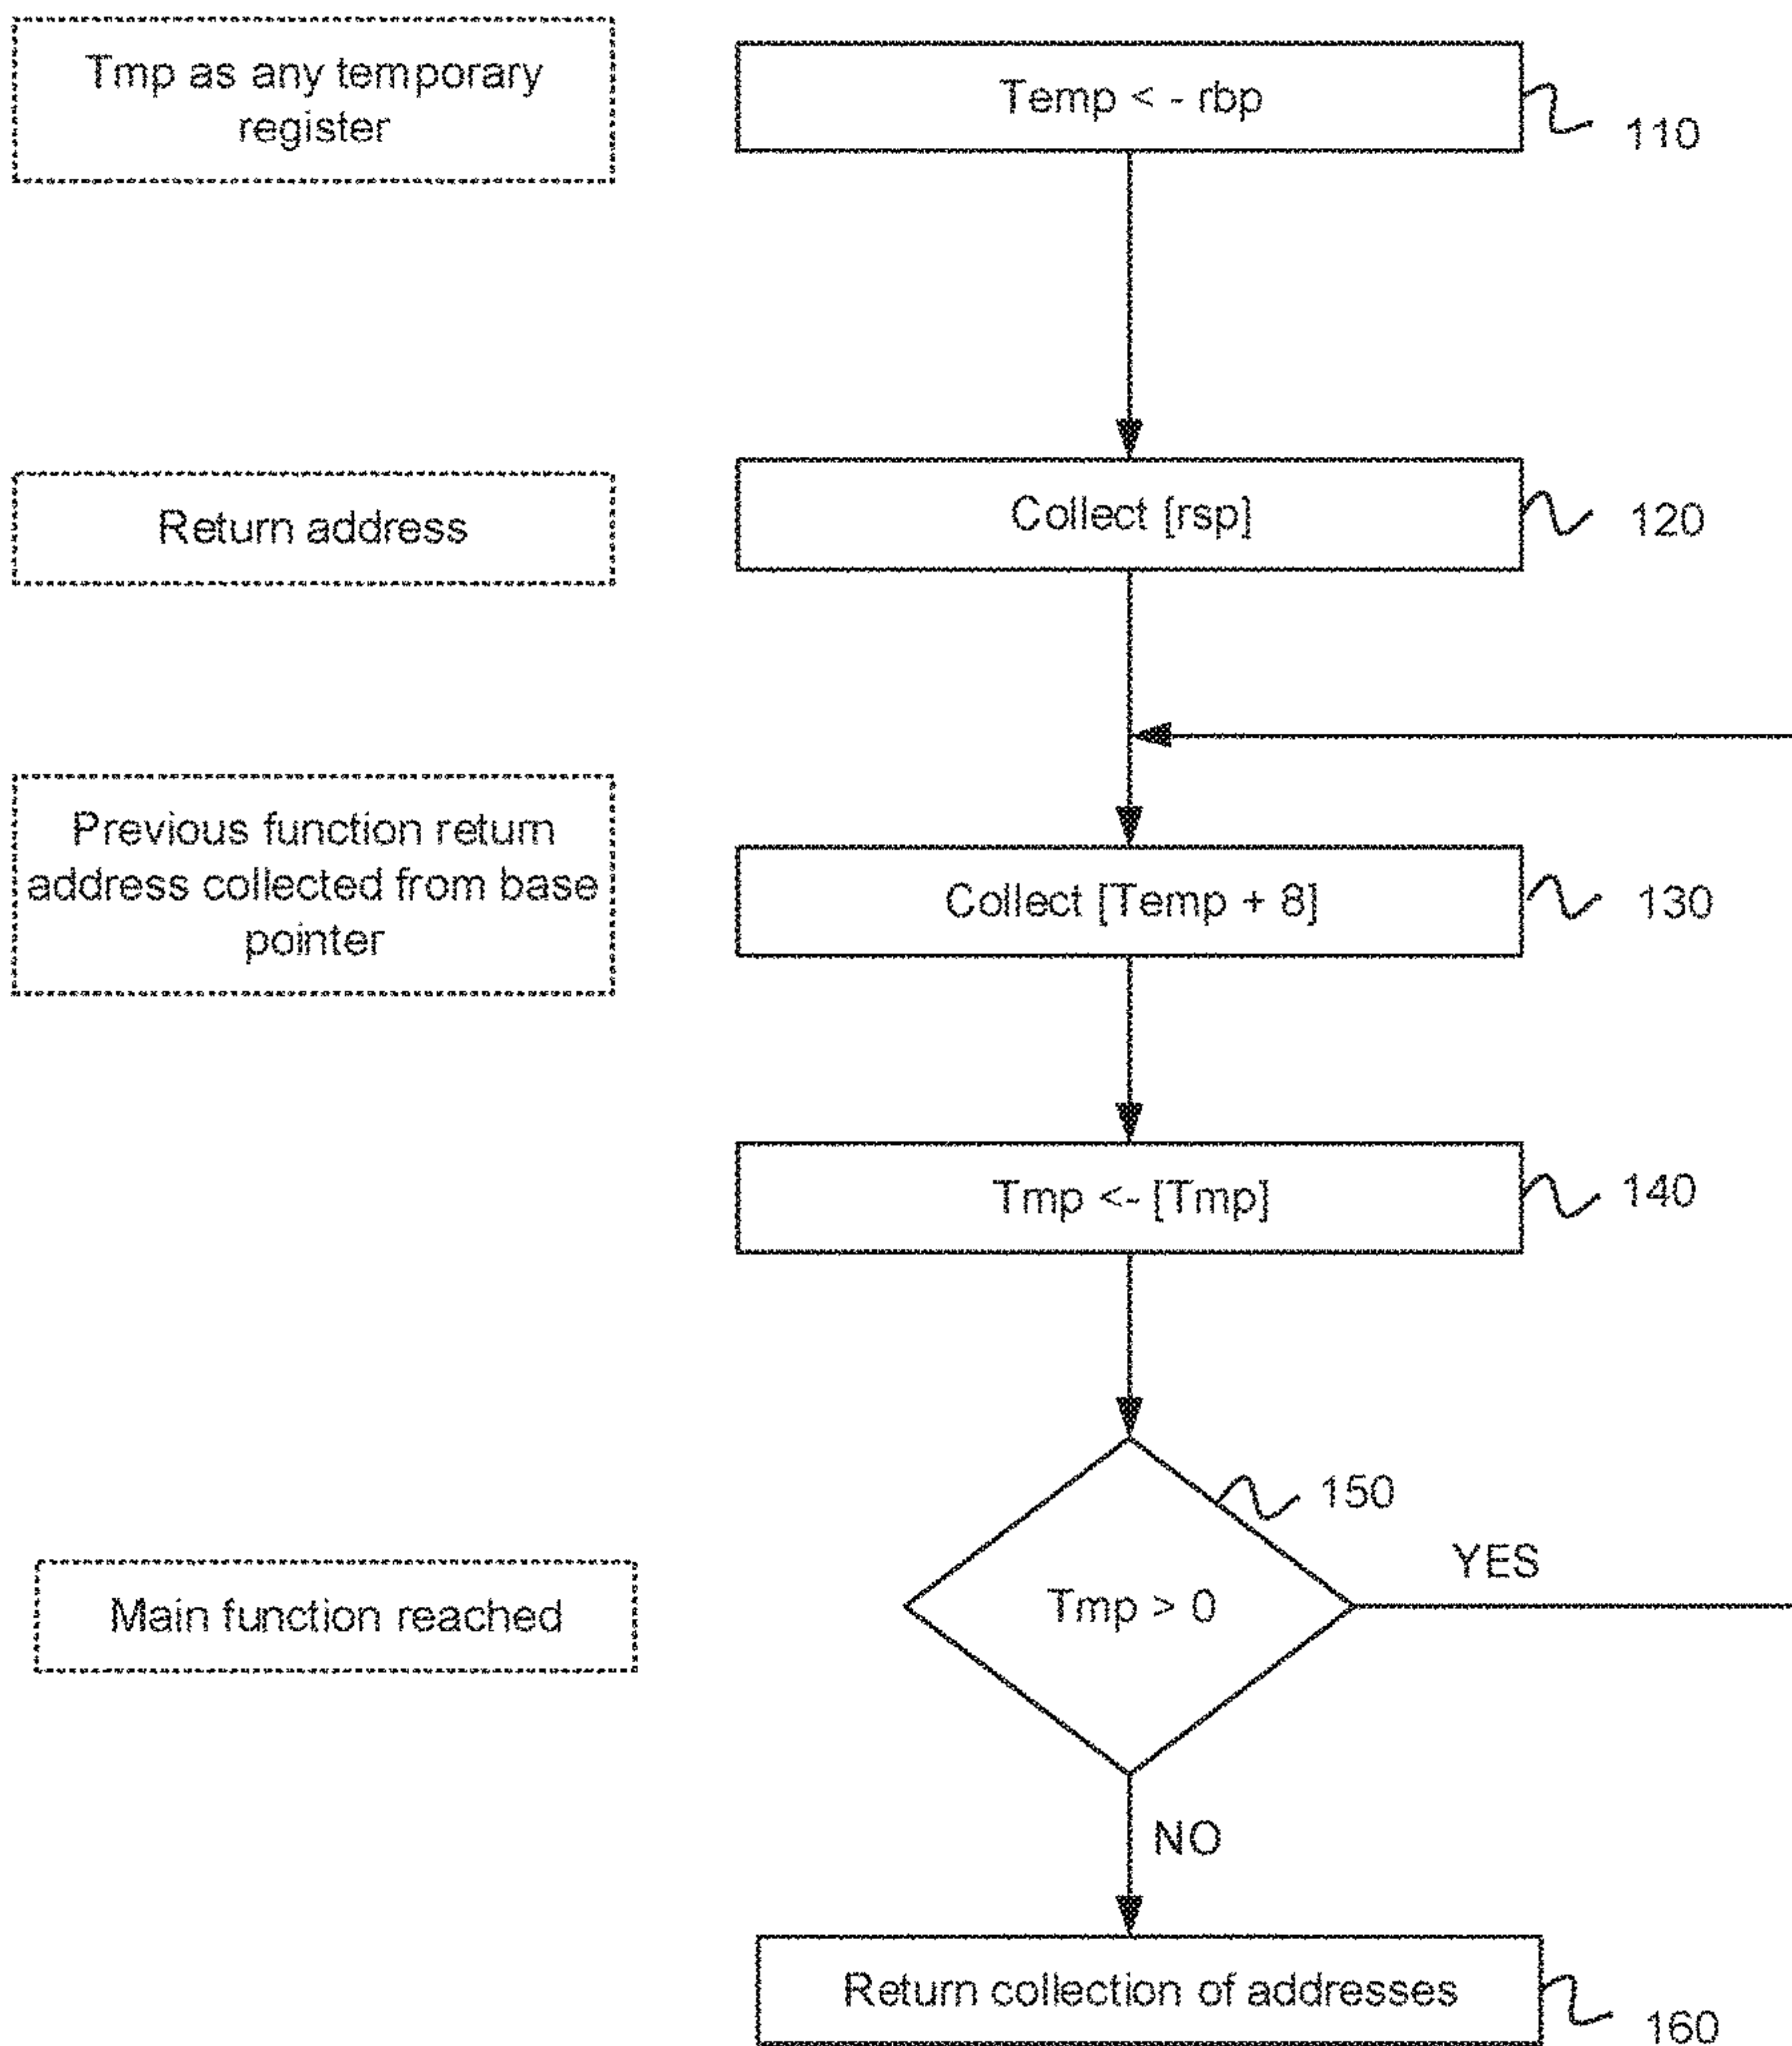 Tmp as any temporary
register
Temp < - rbp
110
Return address
Collect [rsp]
120
Previous function return
address collected from base
pointer
Collect [Temp + 8]
130
Tmp <- [Tmp]
140
150
YES
Main function reached
Tmp > 0
NO
Return collection of addresses
160